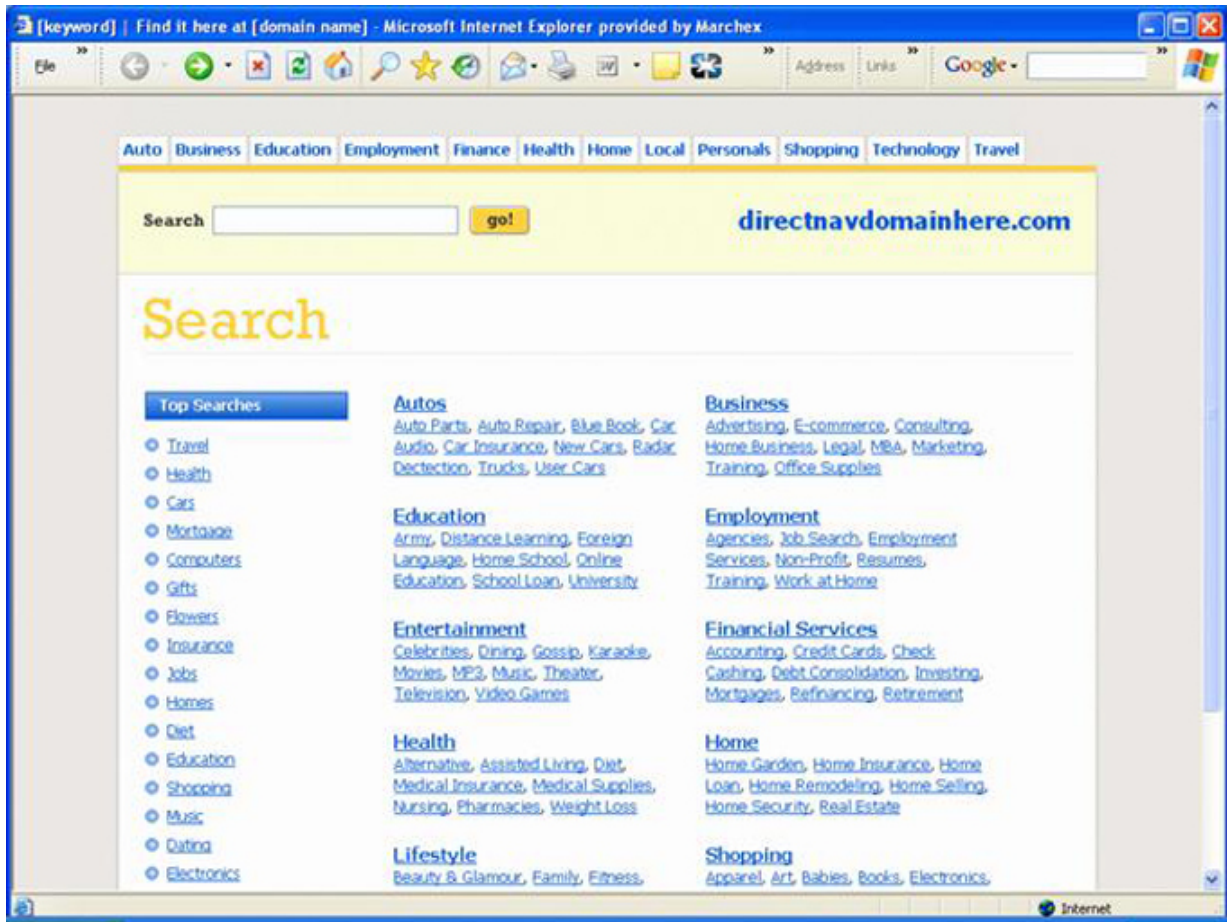 [keyword] | Find it here at [domain name] - Microsoft Internet Explorer provided by Marchex
File
Address
Links
Google
Auto Business Education Employment Finance Health Home Local Personals Shopping Technology Travel
Search
go!
directnavdomainhere.com
Search
Top Searches
Travel
Health
Cars
Mortgage
Computers
Gifts
Flowers
Insurance
Jobs
Homes
Diet
Education
Shopping
Music
Dating
Electronics
Autos
Auto Parts, Auto Repair, Blue Book, Car
Audio, Car Insurance, New Cars, Radar
Dectection, Trucks, User Cars
Business
Advertising, E-commerce, Consulting,
Home Business, Legal, MBA, Marketing,
Training, Office Supplies
Education
Army, Distance Learning, Foreign
Language, Home School, Online
Education, School Loan, University
Employment
Agencies, Job Search, Employment
Services, Non-Profit, Resumes,
Training, Work at Home
Entertainment
Celebrities, Dining, Gossip, Karaoke,
Movies, MP3, Music, Theater,
Television, Video Games
Financial Services
Accounting, Credit Cards, Check
Cashing, Debt Consolidation, Investing,
Mortgages, Refinancing, Retirement
Health
Alternative, Assisted Living, Diet,
Medical Insurance, Medical Supplies,
Nursing, Pharmacies, Weight Loss
Home
Home Garden, Home Insurance, Home
Loan, Home Remodeling, Home Selling,
Home Security, Real Estate
Lifestyle
Beauty & Glamour, Family, Fitness,
Shopping
Apparel, Art, Babies, Books, Electronics,
Internet